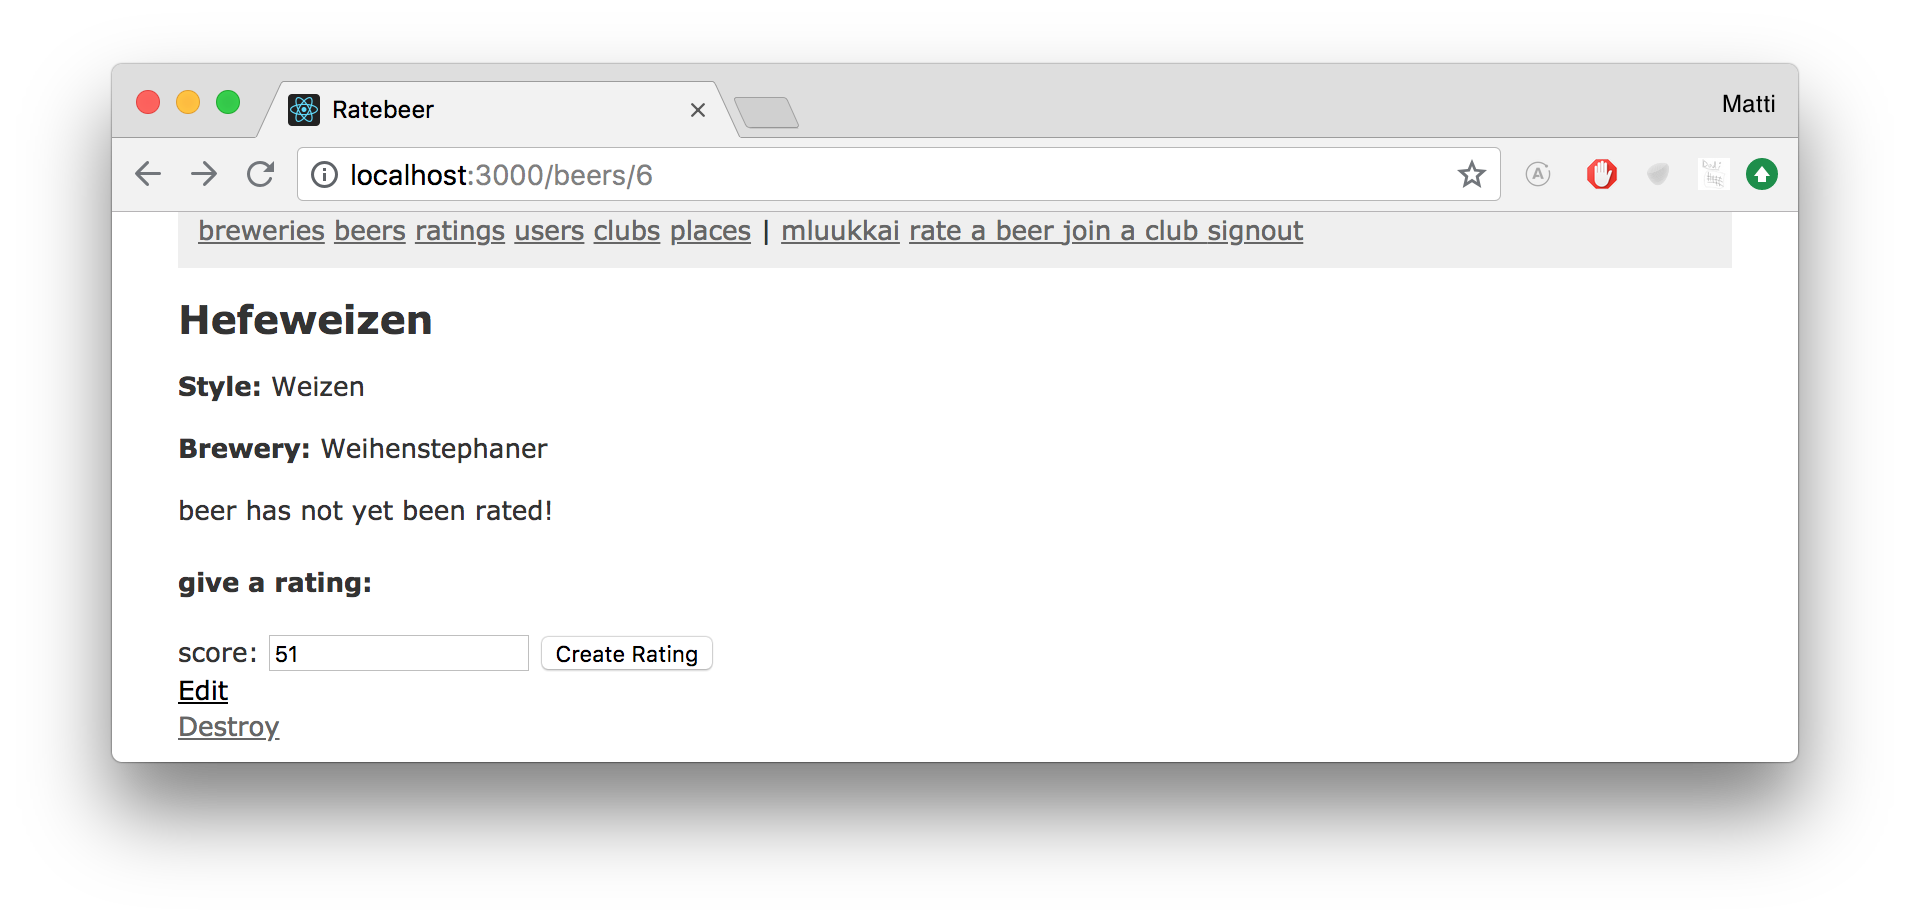 Ratebeer
Matti
localhost:3000/beers/6
breweries beers ratings users clubs places | mluukkai rate a beer join a club signout
Hefeweizen
Style: Weizen
Brewery: Weihenstephaner
beer has not yet been rated!
give a rating:
score: 51 Create Rating
Edit
Destroy